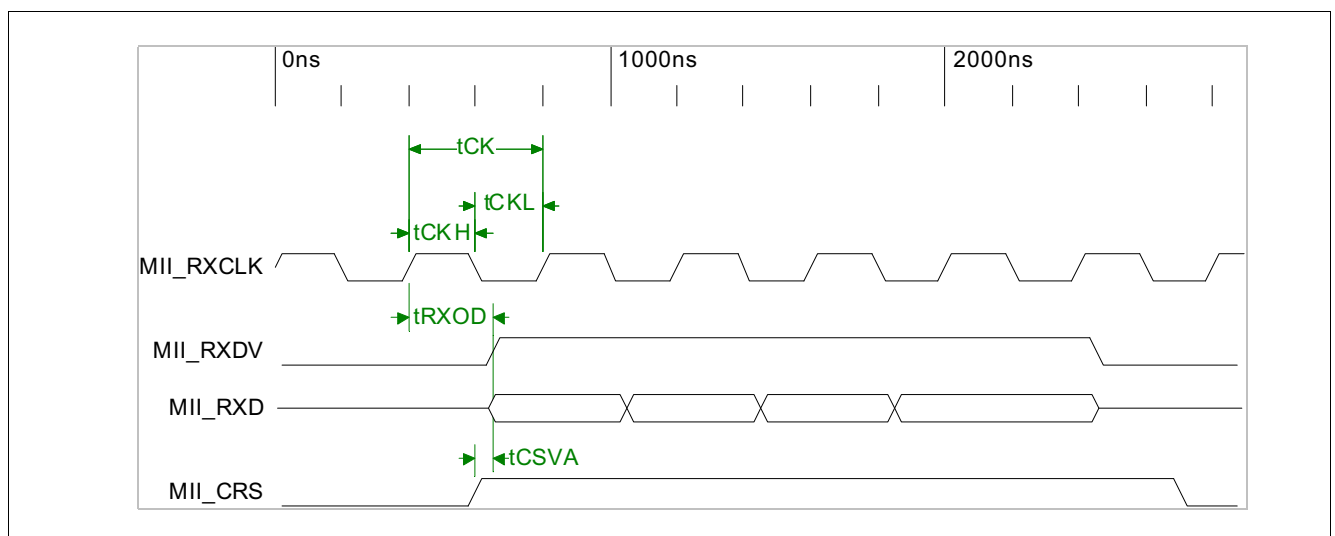 0ns 1000ns 2000ns
tCK
tCKL
tCKH
MII_RXCLK
tRXOD
MII_RXDV
MII_RXD
tCSVA
MII_CRS